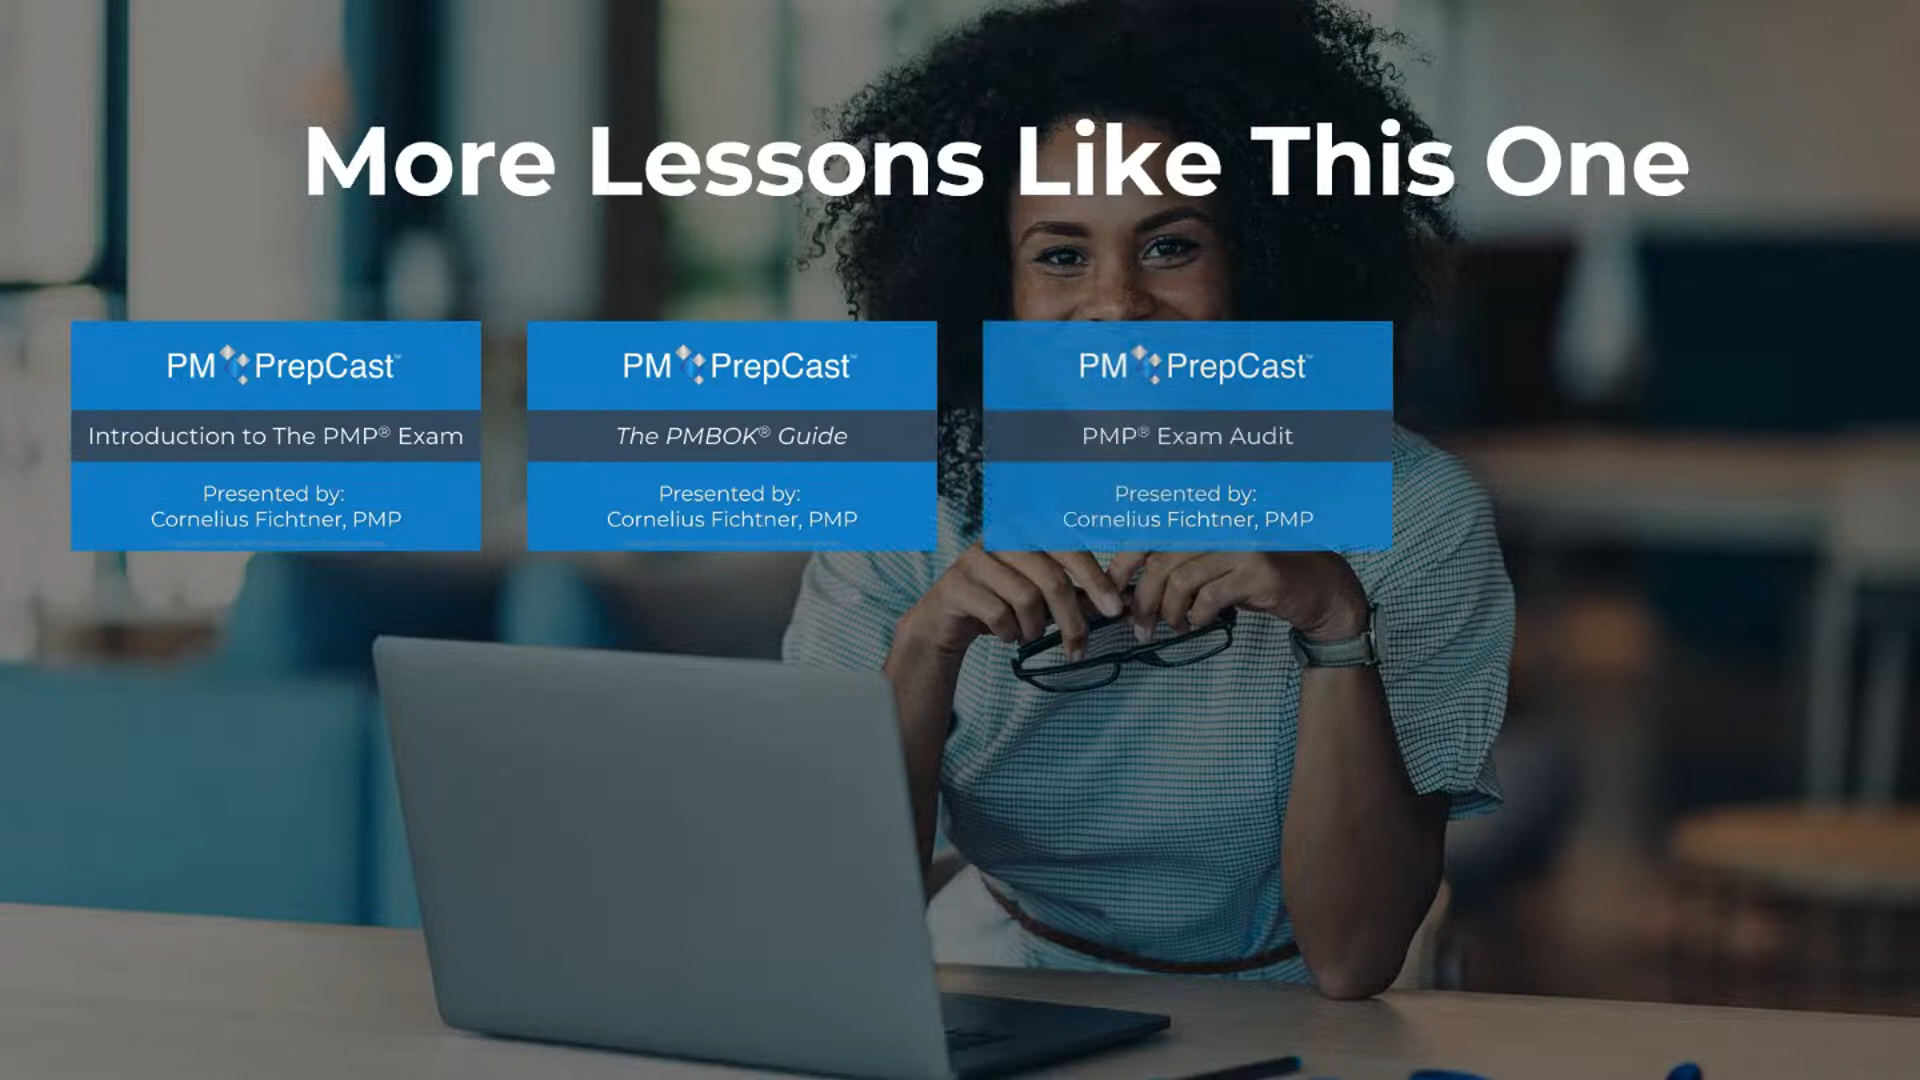 More Lessons Like This One
PM PrepCast™
Introduction to The PMP® Exam
Presented by:
Cornelius Fichtner, PMP
PM PrepCast™
The PMBOK® Guide
Presented by:
Cornelius Fichtner, PMP
PM PrepCast™
PMP® Exam Audit
Presented by:
Cornelius Fichtner, PMP